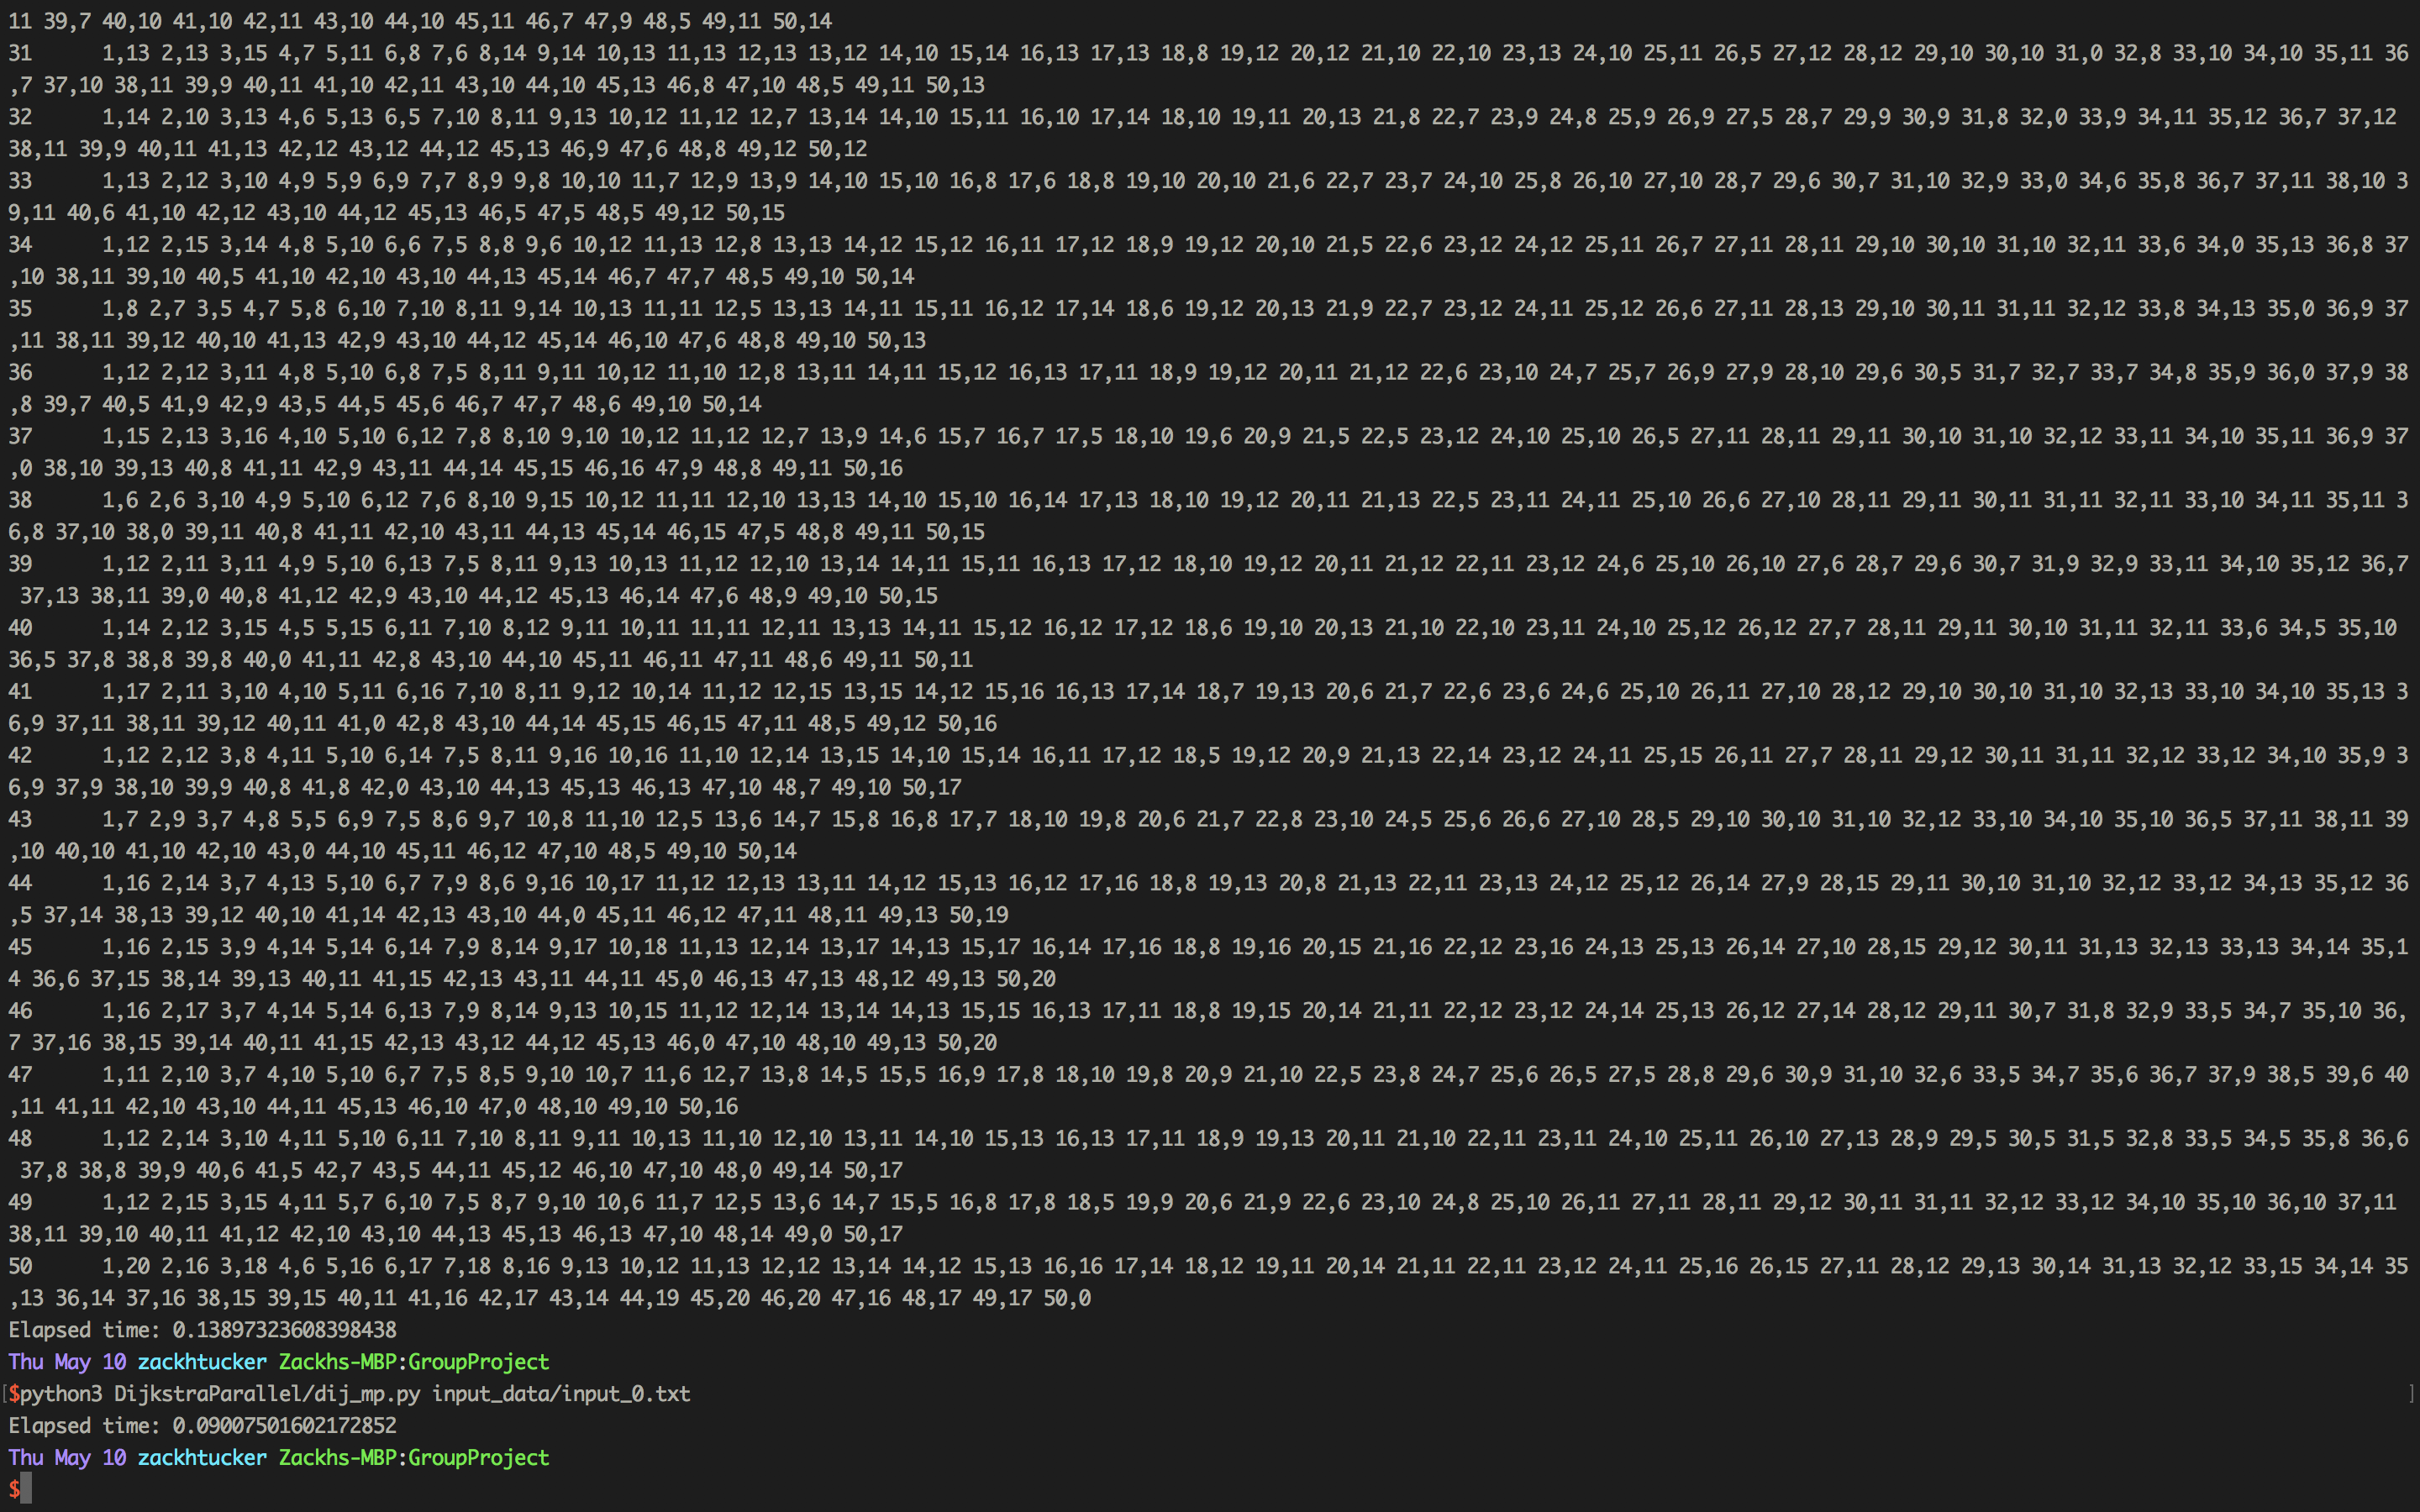 11 39,7 40,10 41,10 42,11 43,10 44,10 45,11 46,7 47,9 48,5 49,11 50,14
31      1,13 2,13 3,15 4,7 5,11 6,8 7,6 8,14 9,14 10,13 11,13 12,13 13,12 14,10 15,14 16,13 17,13 18,8 19,12 20,12 21,10 22,10 23,13 24,10 25,11 26,5 27,12 28,12 29,10 30,10 31,0 32,8 33,10 34,10 35,11 36
,7 37,10 38,11 39,9 40,11 41,10 42,11 43,10 44,10 45,13 46,8 47,10 48,5 49,11 50,13
32      1,14 2,10 3,13 4,6 5,13 6,5 7,10 8,11 9,13 10,12 11,12 12,7 13,14 14,10 15,11 16,10 17,14 18,10 19,11 20,13 21,8 22,7 23,9 24,8 25,9 26,9 27,5 28,7 29,9 30,9 31,8 32,0 33,9 34,11 35,12 36,7 37,12
38,11 39,9 40,11 41,13 42,12 43,12 44,12 45,13 46,9 47,6 48,8 49,12 50,12
33      1,13 2,12 3,10 4,9 5,9 6,9 7,7 8,9 9,8 10,10 11,7 12,9 13,9 14,10 15,10 16,8 17,6 18,8 19,10 20,10 21,6 22,7 23,7 24,10 25,8 26,10 27,10 28,7 29,6 30,7 31,10 32,9 33,0 34,6 35,8 36,7 37,11 38,10 3
9,11 40,6 41,10 42,12 43,10 44,12 45,13 46,5 47,5 48,5 49,12 50,15
34      1,12 2,15 3,14 4,8 5,10 6,6 7,5 8,8 9,6 10,12 11,13 12,8 13,13 14,12 15,12 16,11 17,12 18,9 19,12 20,10 21,5 22,6 23,12 24,12 25,11 26,7 27,11 28,11 29,10 30,10 31,10 32,11 33,6 34,0 35,13 36,8 37
,10 38,11 39,10 40,5 41,10 42,10 43,10 44,13 45,14 46,7 47,7 48,5 49,10 50,14
35      1,8 2,7 3,5 4,7 5,8 6,10 7,10 8,11 9,14 10,13 11,11 12,5 13,13 14,11 15,11 16,12 17,14 18,6 19,12 20,13 21,9 22,7 23,12 24,11 25,12 26,6 27,11 28,13 29,10 30,11 31,11 32,12 33,8 34,13 35,0 36,9 37
,11 38,11 39,12 40,10 41,13 42,9 43,10 44,12 45,14 46,10 47,6 48,8 49,10 50,13
36      1,12 2,12 3,11 4,8 5,10 6,8 7,5 8,11 9,11 10,12 11,10 12,8 13,11 14,11 15,12 16,13 17,11 18,9 19,12 20,11 21,12 22,6 23,10 24,7 25,7 26,9 27,9 28,10 29,6 30,5 31,7 32,7 33,7 34,8 35,9 36,0 37,9 38
,8 39,7 40,5 41,9 42,9 43,5 44,5 45,6 46,7 47,7 48,6 49,10 50,14
37      1,15 2,13 3,16 4,10 5,10 6,12 7,8 8,10 9,10 10,12 11,12 12,7 13,9 14,6 15,7 16,7 17,5 18,10 19,6 20,9 21,5 22,5 23,12 24,10 25,10 26,5 27,11 28,11 29,11 30,10 31,10 32,12 33,11 34,10 35,11 36,9 37
,0 38,10 39,13 40,8 41,11 42,9 43,11 44,14 45,15 46,16 47,9 48,8 49,11 50,16
38      1,6 2,6 3,10 4,9 5,10 6,12 7,6 8,10 9,15 10,12 11,11 12,10 13,13 14,10 15,10 16,14 17,13 18,10 19,12 20,11 21,13 22,5 23,11 24,11 25,10 26,6 27,10 28,11 29,11 30,11 31,11 32,11 33,10 34,11 35,11 3
6,8 37,10 38,0 39,11 40,8 41,11 42,10 43,11 44,13 45,14 46,15 47,5 48,8 49,11 50,15
39      1,12 2,11 3,11 4,9 5,10 6,13 7,5 8,11 9,13 10,13 11,12 12,10 13,14 14,11 15,11 16,13 17,12 18,10 19,12 20,11 21,12 22,11 23,12 24,6 25,10 26,10 27,6 28,7 29,6 30,7 31,9 32,9 33,11 34,10 35,12 36,7
 37,13 38,11 39,0 40,8 41,12 42,9 43,10 44,12 45,13 46,14 47,6 48,9 49,10 50,15
40      1,14 2,12 3,15 4,5 5,15 6,11 7,10 8,12 9,11 10,11 11,11 12,11 13,13 14,11 15,12 16,12 17,12 18,6 19,10 20,13 21,10 22,10 23,11 24,10 25,12 26,12 27,7 28,11 29,11 30,10 31,11 32,11 33,6 34,5 35,10
36,5 37,8 38,8 39,8 40,0 41,11 42,8 43,10 44,10 45,11 46,11 47,11 48,6 49,11 50,11
41      1,17 2,11 3,10 4,10 5,11 6,16 7,10 8,11 9,12 10,14 11,12 12,15 13,15 14,12 15,16 16,13 17,14 18,7 19,13 20,6 21,7 22,6 23,6 24,6 25,10 26,11 27,10 28,12 29,10 30,10 31,10 32,13 33,10 34,10 35,13 3
6,9 37,11 38,11 39,12 40,11 41,0 42,8 43,10 44,14 45,15 46,15 47,11 48,5 49,12 50,16
42      1,12 2,12 3,8 4,11 5,10 6,14 7,5 8,11 9,16 10,16 11,10 12,14 13,15 14,10 15,14 16,11 17,12 18,5 19,12 20,9 21,13 22,14 23,12 24,11 25,15 26,11 27,7 28,11 29,12 30,11 31,11 32,12 33,12 34,10 35,9 3
6,9 37,9 38,10 39,9 40,8 41,8 42,0 43,10 44,13 45,13 46,13 47,10 48,7 49,10 50,17
43      1,7 2,9 3,7 4,8 5,5 6,9 7,5 8,6 9,7 10,8 11,10 12,5 13,6 14,7 15,8 16,8 17,7 18,10 19,8 20,6 21,7 22,8 23,10 24,5 25,6 26,6 27,10 28,5 29,10 30,10 31,10 32,12 33,10 34,10 35,10 36,5 37,11 38,11 39
,10 40,10 41,10 42,10 43,0 44,10 45,11 46,12 47,10 48,5 49,10 50,14
44      1,16 2,14 3,7 4,13 5,10 6,7 7,9 8,6 9,16 10,17 11,12 12,13 13,11 14,12 15,13 16,12 17,16 18,8 19,13 20,8 21,13 22,11 23,13 24,12 25,12 26,14 27,9 28,15 29,11 30,10 31,10 32,12 33,12 34,13 35,12 36
,5 37,14 38,13 39,12 40,10 41,14 42,13 43,10 44,0 45,11 46,12 47,11 48,11 49,13 50,19
45      1,16 2,15 3,9 4,14 5,14 6,14 7,9 8,14 9,17 10,18 11,13 12,14 13,17 14,13 15,17 16,14 17,16 18,8 19,16 20,15 21,16 22,12 23,16 24,13 25,13 26,14 27,10 28,15 29,12 30,11 31,13 32,13 33,13 34,14 35,1
4 36,6 37,15 38,14 39,13 40,11 41,15 42,13 43,11 44,11 45,0 46,13 47,13 48,12 49,13 50,20
46      1,16 2,17 3,7 4,14 5,14 6,13 7,9 8,14 9,13 10,15 11,12 12,14 13,14 14,13 15,15 16,13 17,11 18,8 19,15 20,14 21,11 22,12 23,12 24,14 25,13 26,12 27,14 28,12 29,11 30,7 31,8 32,9 33,5 34,7 35,10 36,
7 37,16 38,15 39,14 40,11 41,15 42,13 43,12 44,12 45,13 46,0 47,10 48,10 49,13 50,20
47      1,11 2,10 3,7 4,10 5,10 6,7 7,5 8,5 9,10 10,7 11,6 12,7 13,8 14,5 15,5 16,9 17,8 18,10 19,8 20,9 21,10 22,5 23,8 24,7 25,6 26,5 27,5 28,8 29,6 30,9 31,10 32,6 33,5 34,7 35,6 36,7 37,9 38,5 39,6 40
,11 41,11 42,10 43,10 44,11 45,13 46,10 47,0 48,10 49,10 50,16
48      1,12 2,14 3,10 4,11 5,10 6,11 7,10 8,11 9,11 10,13 11,10 12,10 13,11 14,10 15,13 16,13 17,11 18,9 19,13 20,11 21,10 22,11 23,11 24,10 25,11 26,10 27,13 28,9 29,5 30,5 31,5 32,8 33,5 34,5 35,8 36,6
 37,8 38,8 39,9 40,6 41,5 42,7 43,5 44,11 45,12 46,10 47,10 48,0 49,14 50,17
49      1,12 2,15 3,15 4,11 5,7 6,10 7,5 8,7 9,10 10,6 11,7 12,5 13,6 14,7 15,5 16,8 17,8 18,5 19,9 20,6 21,9 22,6 23,10 24,8 25,10 26,11 27,11 28,11 29,12 30,11 31,11 32,12 33,12 34,10 35,10 36,10 37,11
38,11 39,10 40,11 41,12 42,10 43,10 44,13 45,13 46,13 47,10 48,14 49,0 50,17
50      1,20 2,16 3,18 4,6 5,16 6,17 7,18 8,16 9,13 10,12 11,13 12,12 13,14 14,12 15,13 16,16 17,14 18,12 19,11 20,14 21,11 22,11 23,12 24,11 25,16 26,15 27,11 28,12 29,13 30,14 31,13 32,12 33,15 34,14 35
,13 36,14 37,16 38,15 39,15 40,11 41,16 42,17 43,14 44,19 45,20 46,20 47,16 48,17 49,17 50,0
Elapsed time: 0.13897323608398438
Thu May 10 zackhtucker Zackhs-MBP:GroupProject
[$python3 DijkstraParallel/dij_mp.py input_data/input_0.txt ]
Elapsed time: 0.09007501602172852
Thu May 10 zackhtucker Zackhs-MBP:GroupProject
$